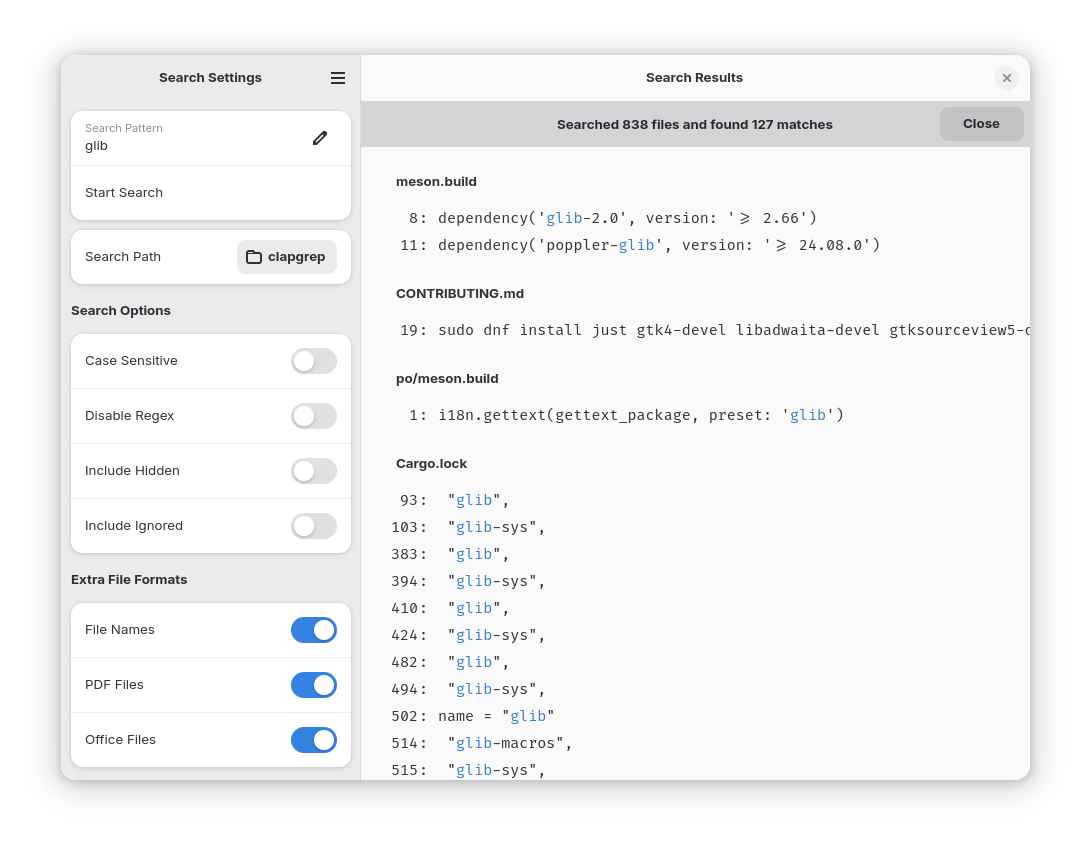 Search Settings
Search Pattern
glib
Start Search
Search Path
clapgrep
Search Options
Case Sensitive
Disable Regex
Include Hidden
Include Ignored
Extra File Formats
File Names
PDF Files
Office Files
Search Results
Searched 838 files and found 127 matches
Close
meson.build
8: dependency('glib-2.0', version: '⩾ 2.66')
11: dependency('poppler-glib', version: '⩾ 24.08.0')
CONTRIBUTING.md
19: sudo dnf install just gtk4-devel libadwaita-devel gtksourceview5-
po/meson.build
1: i18n.gettext(gettext_package, preset: 'glib')
Cargo.lock
93: "glib",
103: "glib-sys",
383: "glib",
394: "glib-sys",
410: "glib",
424: "glib-sys",
482: "glib",
494: "glib-sys",
502: name = "glib"
514: "glib-macros",
515: "glib-sys",